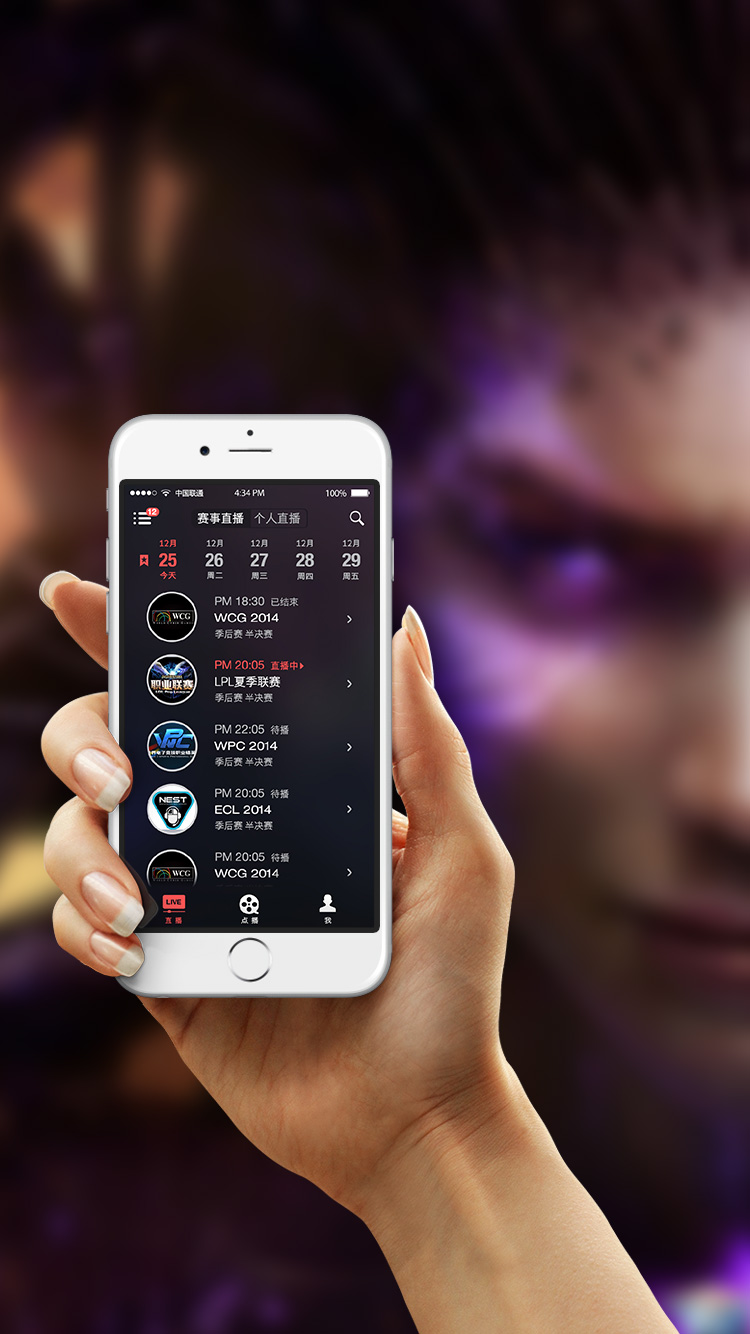 中国联通 4:34 PM 100%
12
赛事直播 个人直播
12月 12月 12月 12月 12月
25 26 27 28 29
今天 周二 周三 周四 周五
PM 18:30 已结束
WCG
WCG 2014
季后赛 半决赛
PM 20:05 直播中
职业联赛
LPL夏季联赛
季后赛 半决赛
PM 22:05 待播
WPC 2014
季后赛 半决赛
PM 20:05 待播
NEST
ECL 2014
季后赛 半决赛
PM 20:05 待播
WCG
WCG 2014
LIVE
直播 点播 我